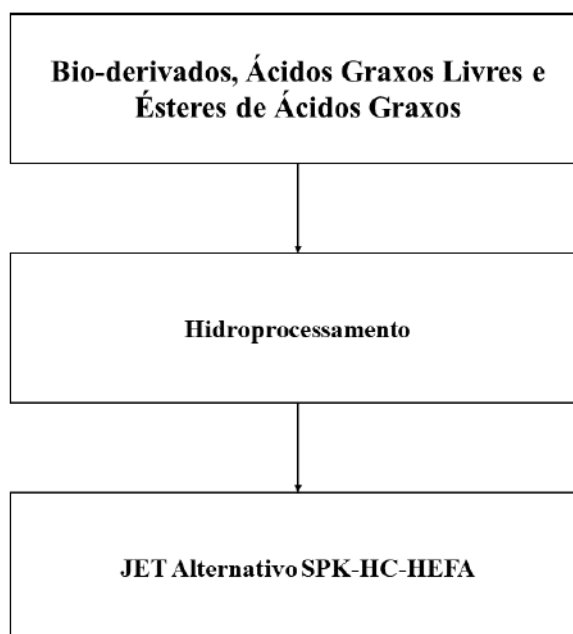 Bio-derivados, Ácidos Graxos Livres e
Ésteres de Ácidos Graxos
Hidroprocessamento
JET Alternativo SPK-HC-HEFA